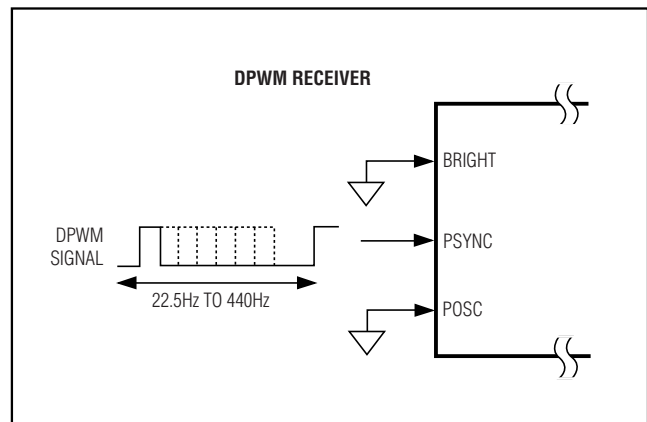 DPWM RECEIVER
BRIGHT
DPWM
SIGNAL
PSYNC
22.5Hz TO 440Hz
POSC